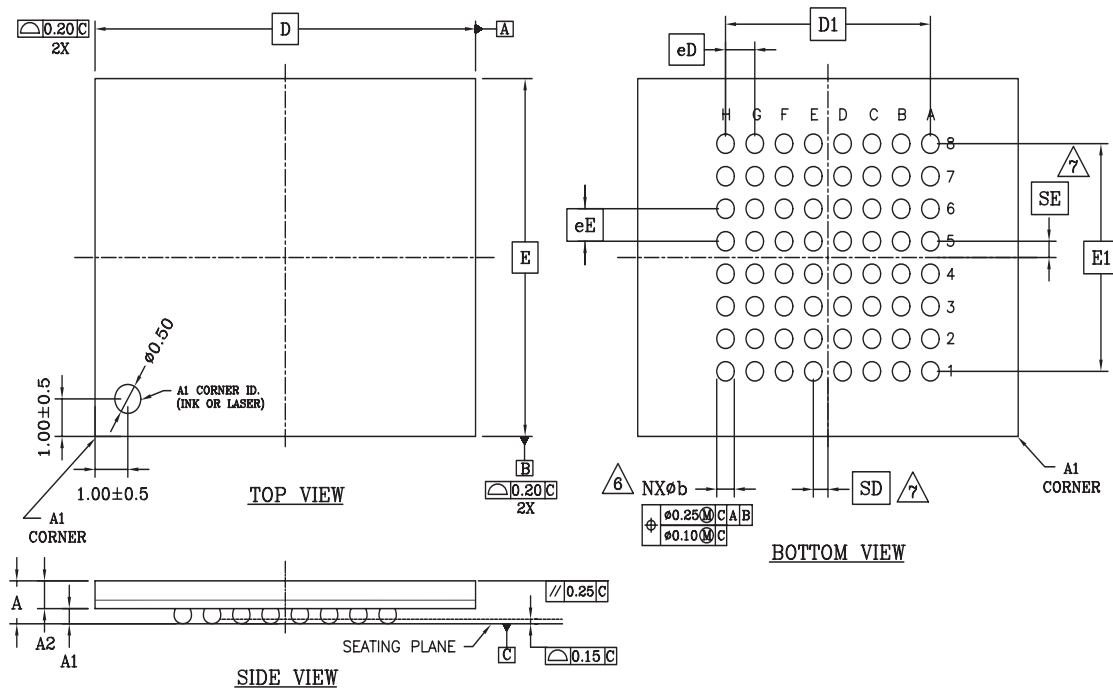 ⌓ 0.20 C
2X
D
A
E
ø0.50
A1 CORNER ID.
(INK OR LASER)
1.00±0.5
1.00±0.5
A1
CORNER
TOP VIEW
B
⌓ 0.20 C
2X
D1
eD
H G F E D C B A
8
7
6
5
4
3
2
1
7
SE
eE
E1
6 NXøb
⌖ ø0.25 Ⓜ C A B
ø0.10 Ⓜ C
SD 7
A1
CORNER
BOTTOM VIEW
A
A2
A1
// 0.25 C
SEATING PLANE
C
⌓ 0.15 C
SIDE VIEW